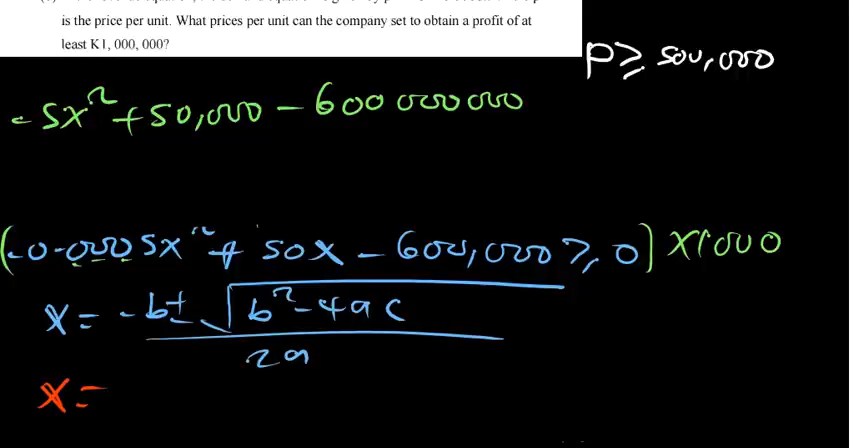 is the price per unit. What prices per unit can the company set to obtain a profit of at
least K1, 000, 000?
P ≥ 500,000
- 5x² + 50,000 - 600 000 000
(-0.0005x² + 50x - 600,000 ≥ 0) x1000
x = -b ± √b² - 4ac
2a
x =